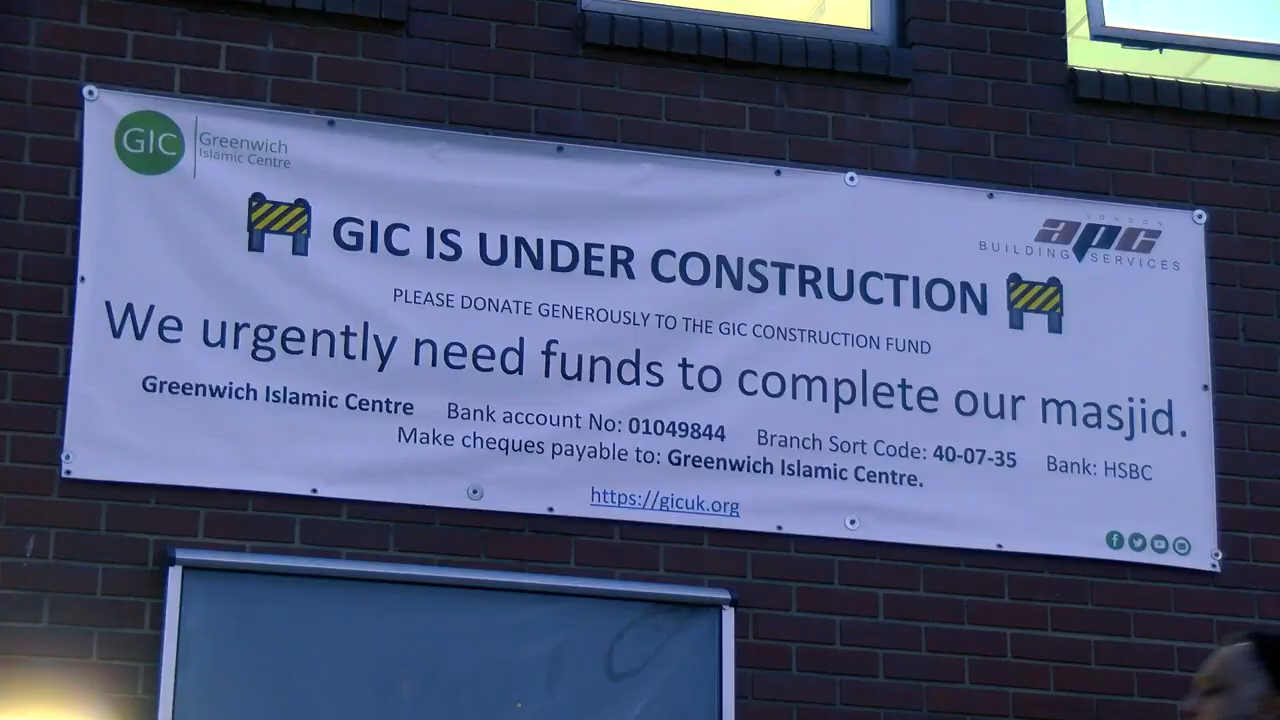 GIC
Greenwich
Islamic Centre
LONDON
apc
BUILDING SERVICES
GIC IS UNDER CONSTRUCTION
PLEASE DONATE GENEROUSLY TO THE GIC CONSTRUCTION FUND
We urgently need funds to complete our masjid.
Greenwich Islamic Centre Bank account No: 01049844 Branch Sort Code: 40-07-35 Bank: HSBC
Make cheques payable to: Greenwich Islamic Centre.
https://gicuk.org